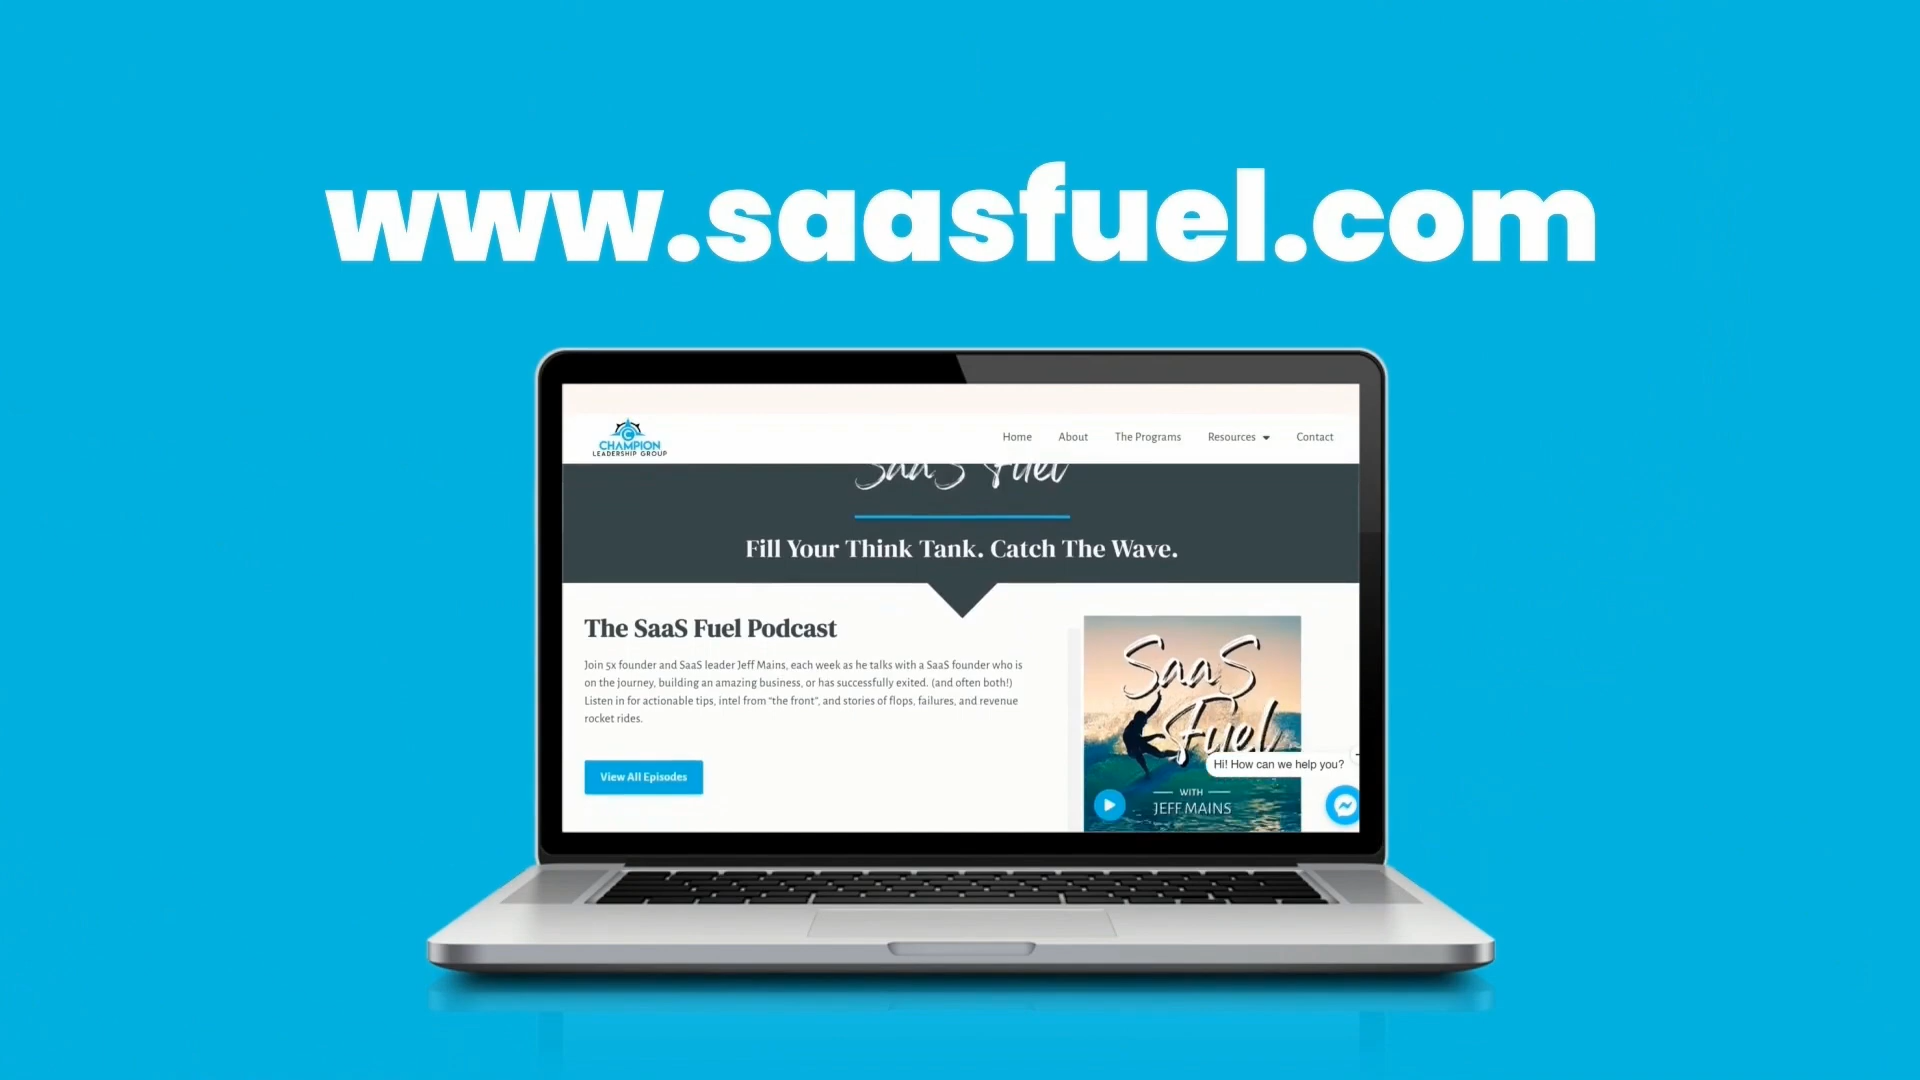 www.saasfuel.com
CHAMPION
LEADERSHIP GROUP
Home About The Programs Resources Contact
SaaS Fuel
Fill Your Think Tank. Catch The Wave.
The SaaS Fuel Podcast
Join 5x founder and SaaS leader Jeff Mains, each week as he talks with a SaaS founder who is
on the journey, building an amazing business, or has successfully exited. (and often both!)
Listen in for actionable tips, intel from "the front", and stories of flops, failures, and revenue
rocket rides.
View All Episodes
SaaS
Fuel
WITH
JEFF MAINS
Hi! How can we help you?